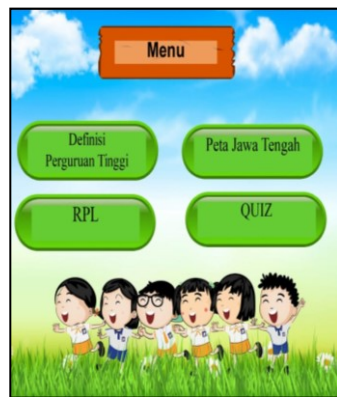 Menu
Definisi
Perguruan Tinggi
Peta Jawa Tengah
RPL
QUIZ